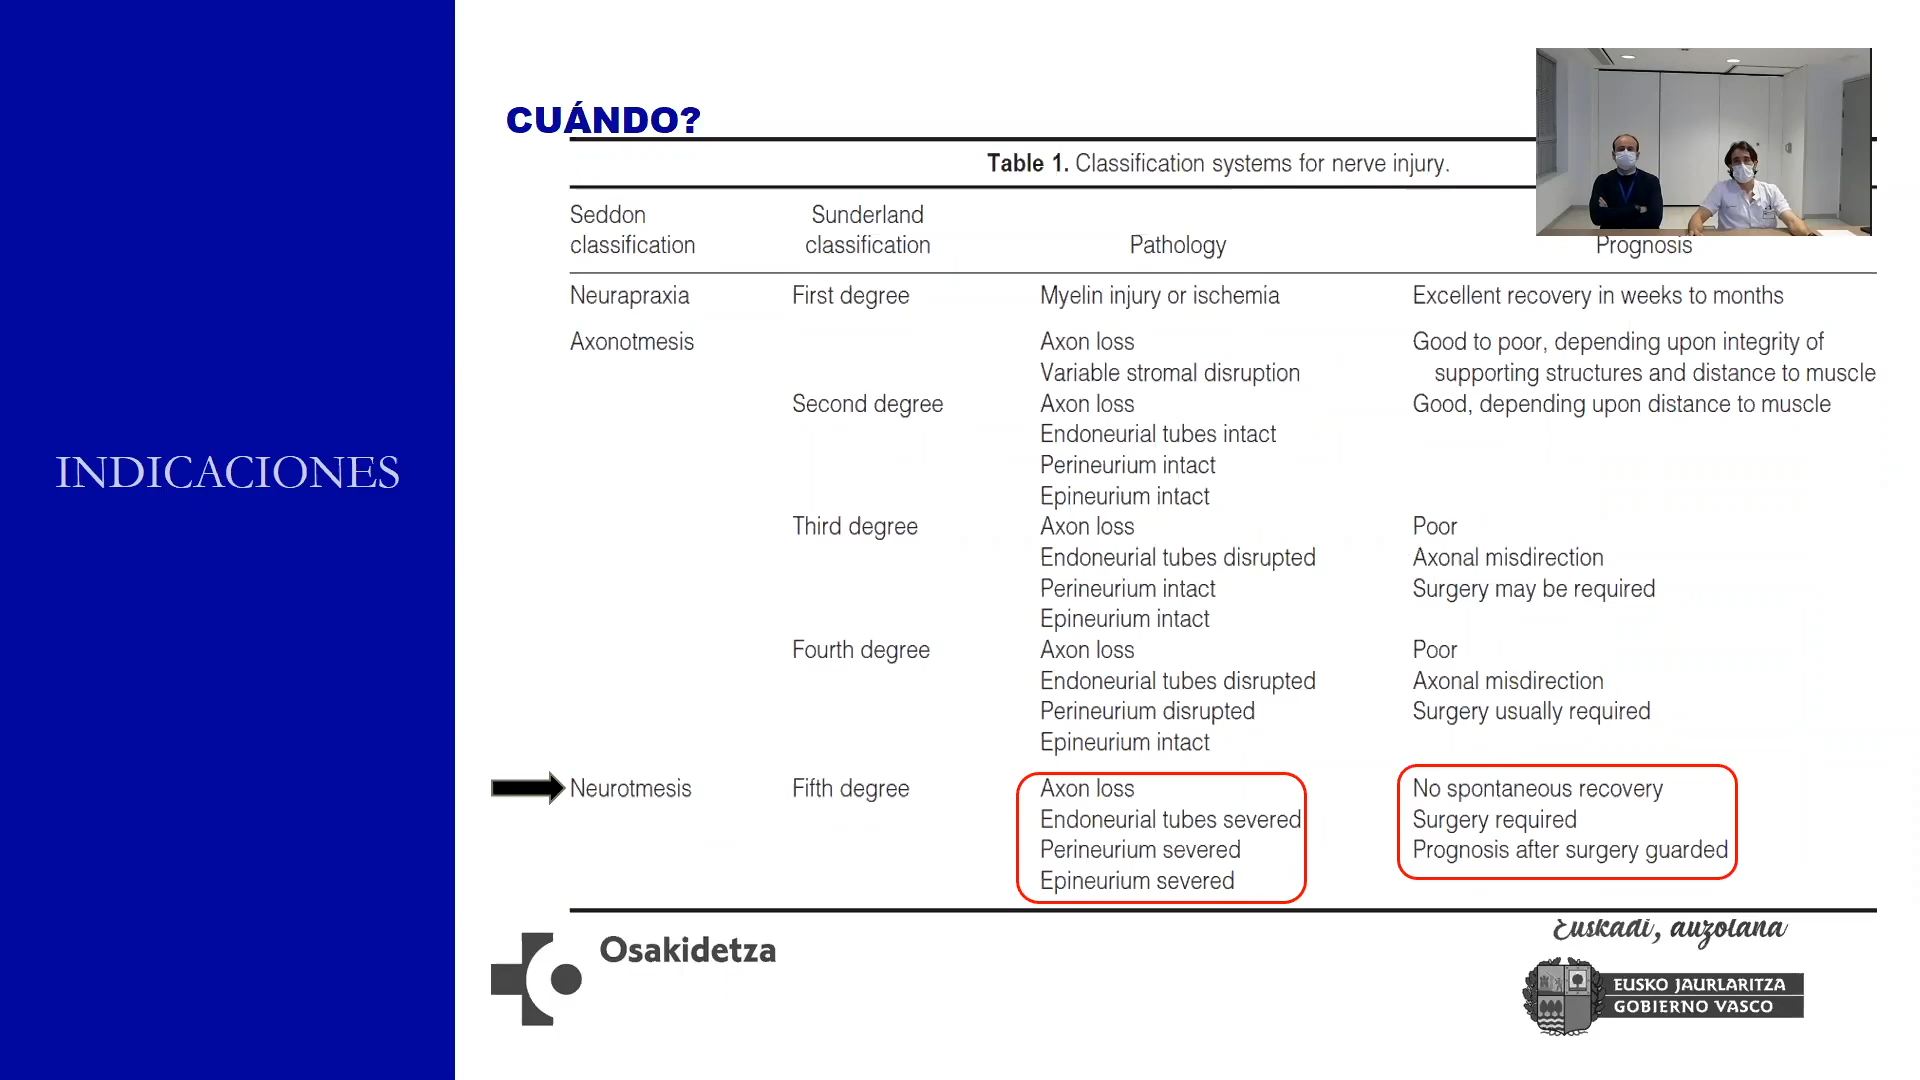 INDICACIONES
CUÁNDO?
Table 1. Classification systems for nerve injury.
Seddon classification
Sunderland classification
Pathology
Prognosis
Neurapraxia First degree Myelin injury or ischemia Excellent recovery in weeks to months
Axonotmesis Axon loss Good to poor, depending upon integrity of
Variable stromal disruption supporting structures and distance to muscle
Second degree Axon loss Good, depending upon distance to muscle
Endoneurial tubes intact
Perineurium intact
Epineurium intact
Third degree Axon loss Poor
Endoneurial tubes disrupted Axonal misdirection
Perineurium intact Surgery may be required
Epineurium intact
Fourth degree Axon loss Poor
Endoneurial tubes disrupted Axonal misdirection
Perineurium disrupted Surgery usually required
Epineurium intact
Neurotmesis Fifth degree Axon loss No spontaneous recovery
Endoneurial tubes severed Surgery required
Perineurium severed Prognosis after surgery guarded
Epineurium severed
Osakidetza
Euskadi, auzolana
EUSKO JAURLARITZA
GOBIERNO VASCO